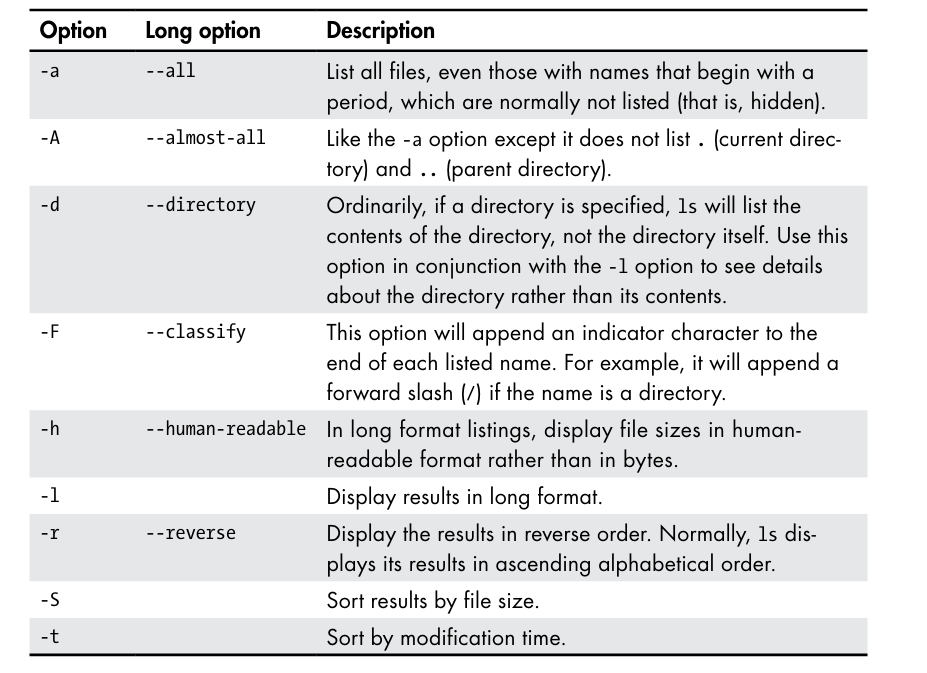 Option Long option Description
-a --all List all files, even those with names that begin with a
period, which are normally not listed (that is, hidden).
-A --almost-all Like the -a option except it does not list . (current direc-
tory) and .. (parent directory).
-d --directory Ordinarily, if a directory is specified, ls will list the
contents of the directory, not the directory itself. Use this
option in conjunction with the -l option to see details
about the directory rather than its contents.
-F --classify This option will append an indicator character to the
end of each listed name. For example, it will append a
forward slash (/) if the name is a directory.
-h --human-readable In long format listings, display file sizes in human-
readable format rather than in bytes.
-l Display results in long format.
-r --reverse Display the results in reverse order. Normally, ls dis-
plays its results in ascending alphabetical order.
-S Sort results by file size.
-t Sort by modification time.